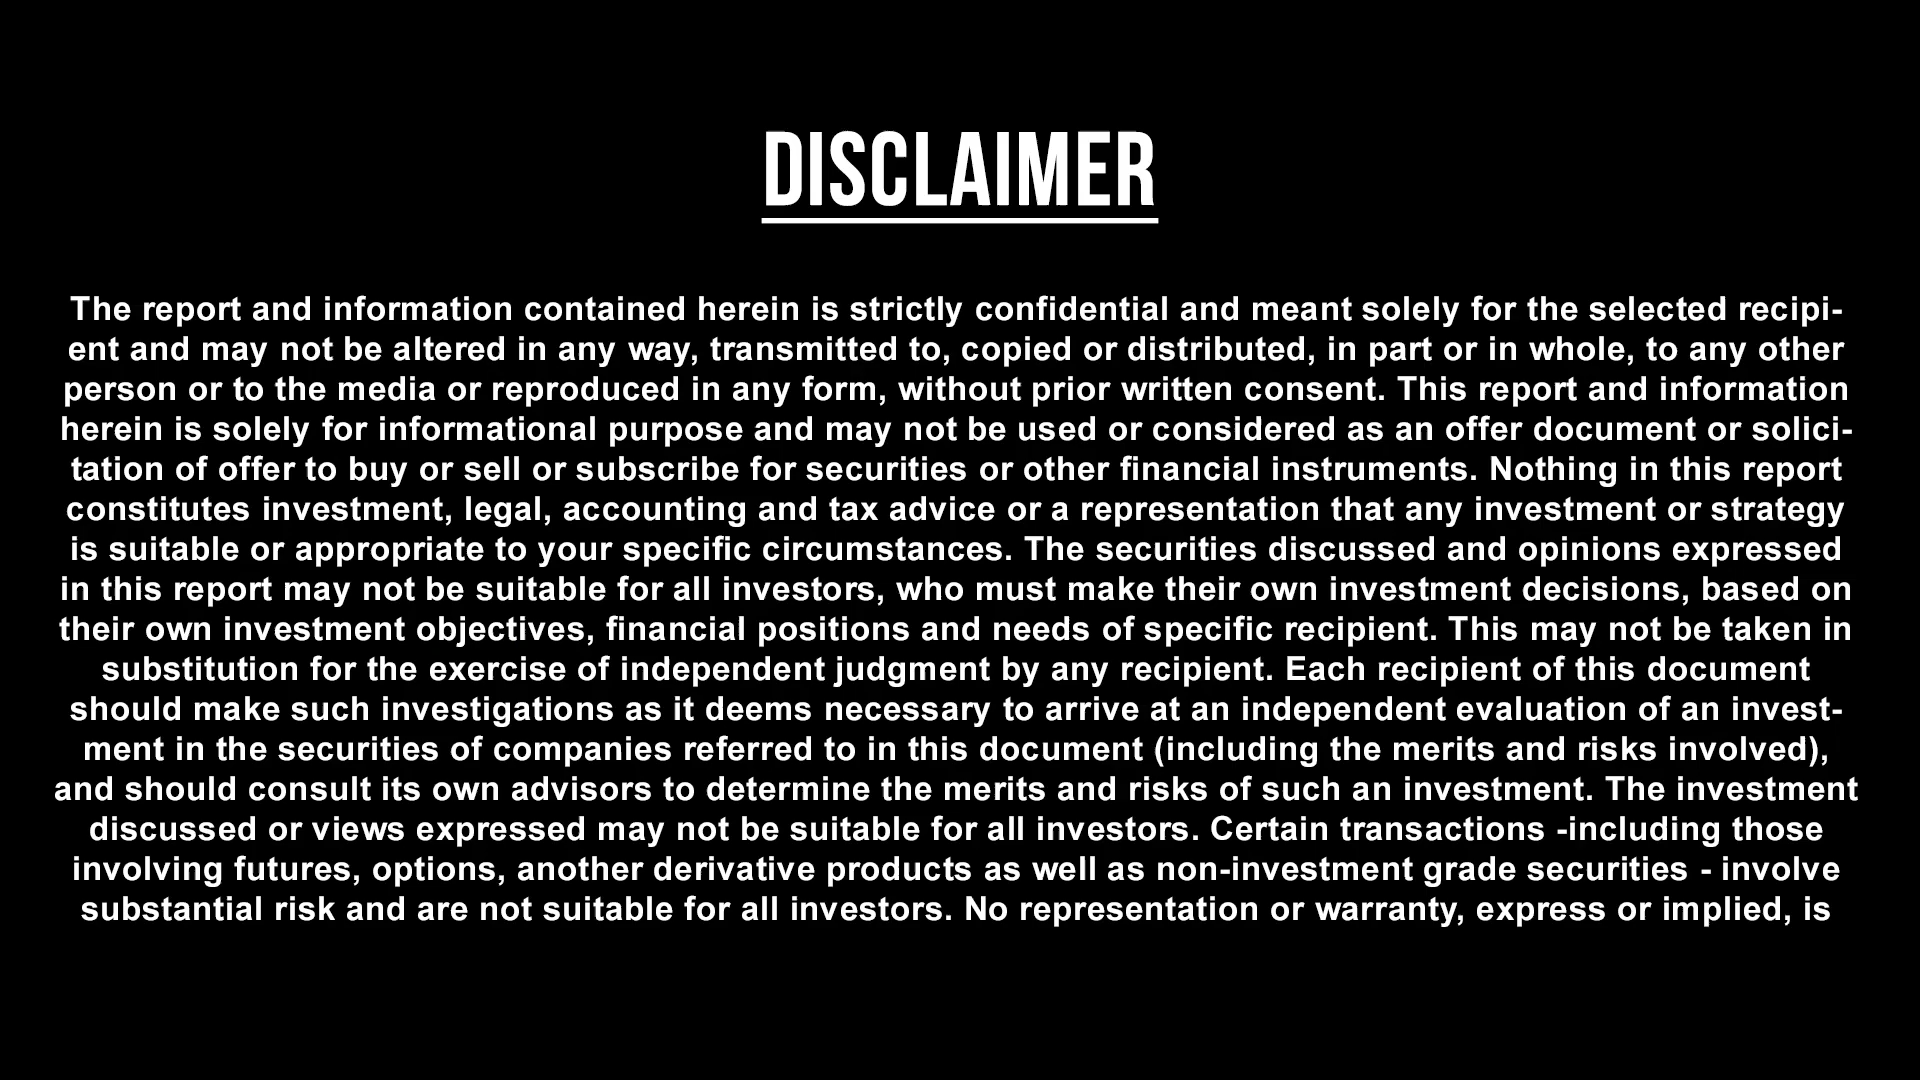 DISCLAIMER
The report and information contained herein is strictly confidential and meant solely for the selected recipi-
ent and may not be altered in any way, transmitted to, copied or distributed, in part or in whole, to any other
person or to the media or reproduced in any form, without prior written consent. This report and information
herein is solely for informational purpose and may not be used or considered as an offer document or solici-
tation of offer to buy or sell or subscribe for securities or other financial instruments. Nothing in this report
constitutes investment, legal, accounting and tax advice or a representation that any investment or strategy
is suitable or appropriate to your specific circumstances. The securities discussed and opinions expressed
in this report may not be suitable for all investors, who must make their own investment decisions, based on
their own investment objectives, financial positions and needs of specific recipient. This may not be taken in
substitution for the exercise of independent judgment by any recipient. Each recipient of this document
should make such investigations as it deems necessary to arrive at an independent evaluation of an invest-
ment in the securities of companies referred to in this document (including the merits and risks involved),
and should consult its own advisors to determine the merits and risks of such an investment. The investment
discussed or views expressed may not be suitable for all investors. Certain transactions -including those
involving futures, options, another derivative products as well as non-investment grade securities - involve
substantial risk and are not suitable for all investors. No representation or warranty, express or implied, is